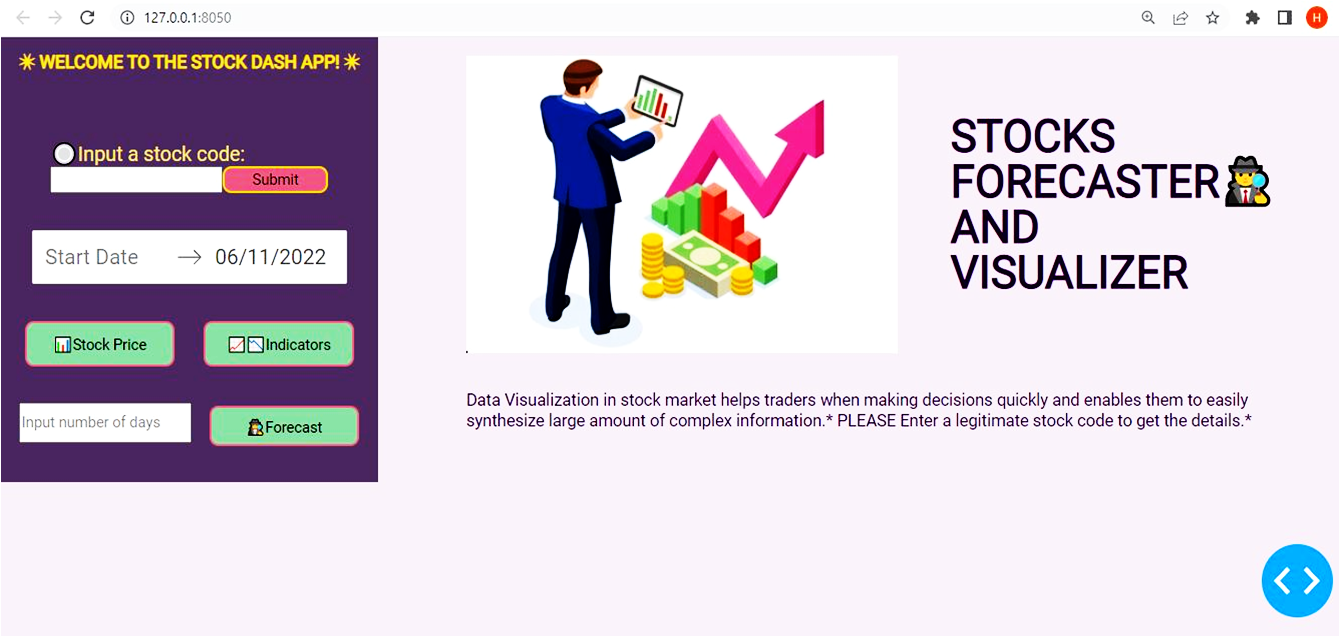 127.0.0.1:8050
H
✴ WELCOME TO THE STOCK DASH APP! ✴
Input a stock code:
Submit
Start Date → 06/11/2022
📊Stock Price
📈📉Indicators
Input number of days
🕵Forecast
STOCKS
FORECASTER🕵
AND
VISUALIZER
.
Data Visualization in stock market helps traders when making decisions quickly and enables them to easily
synthesize large amount of complex information.* PLEASE Enter a legitimate stock code to get the details.*